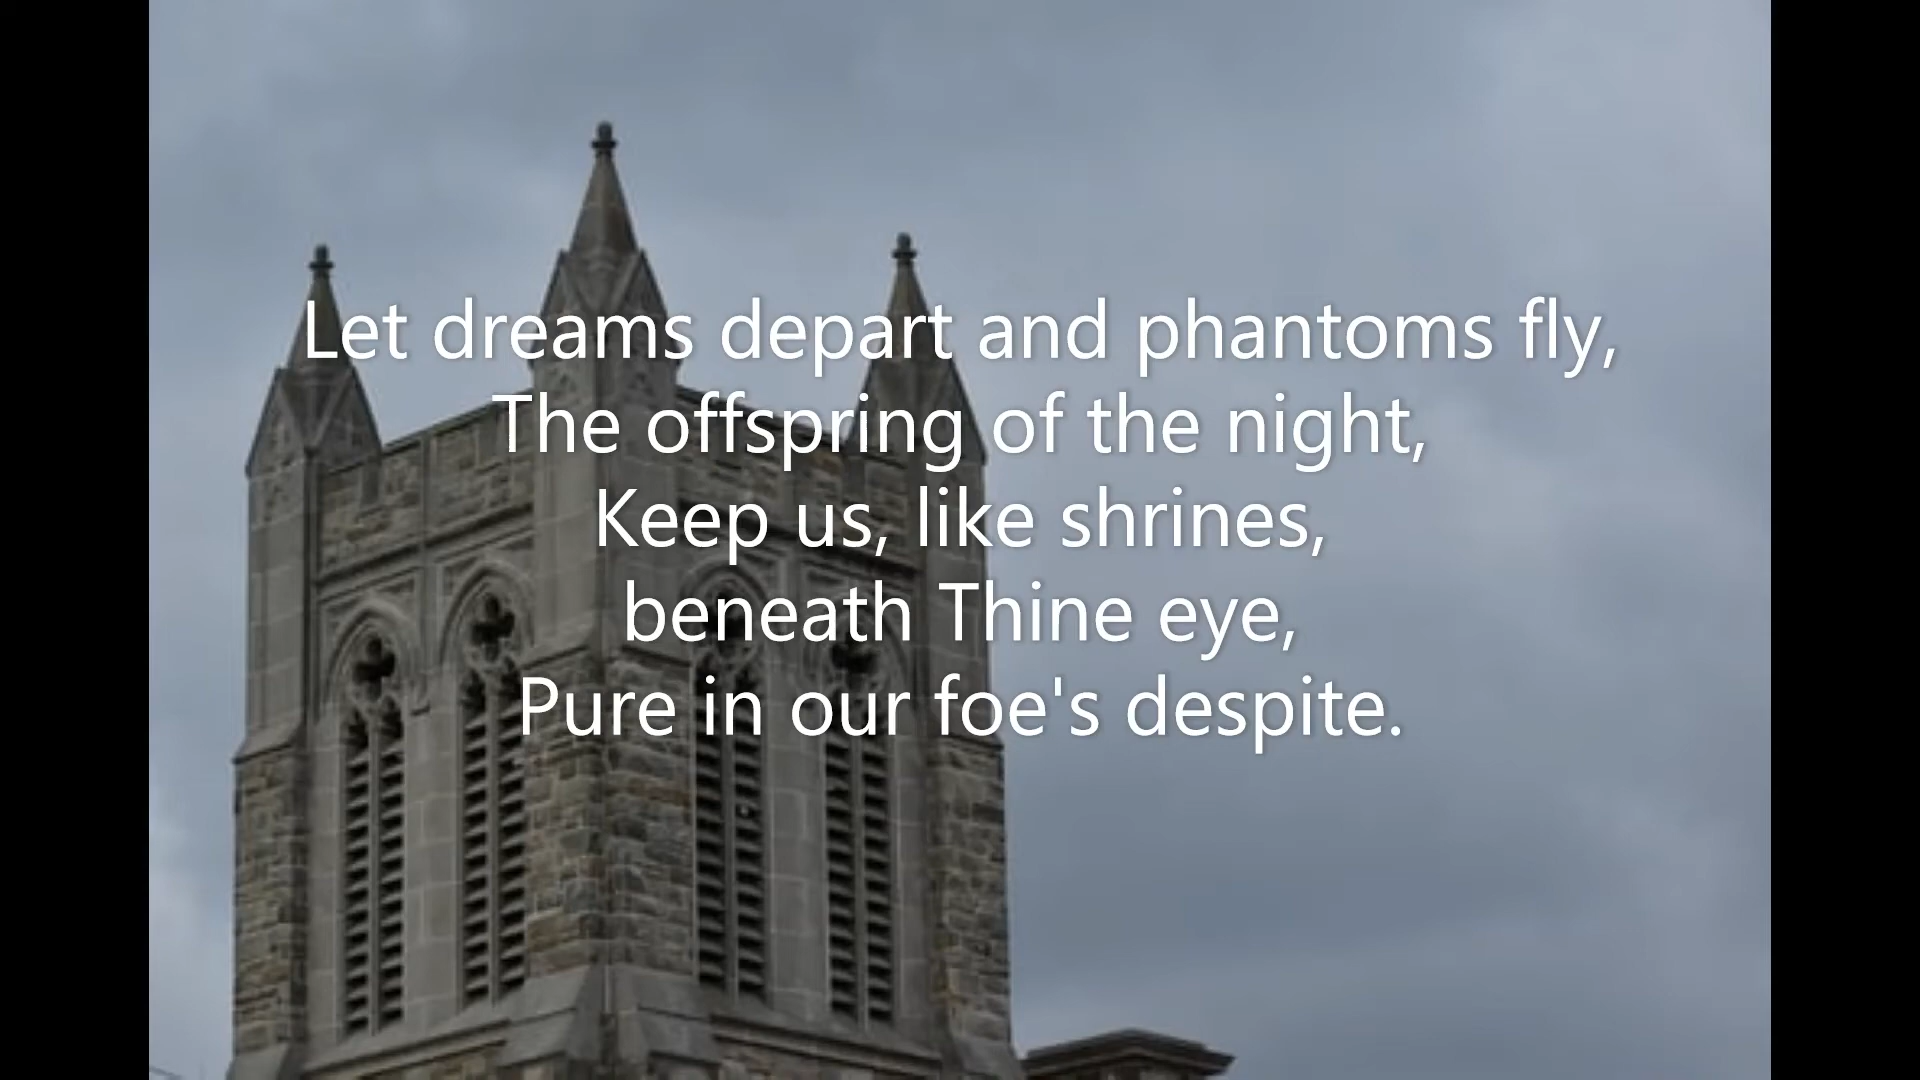 Let dreams depart and phantoms fly,
The offspring of the night,
Keep us, like shrines,
beneath Thine eye,
Pure in our foe's despite.